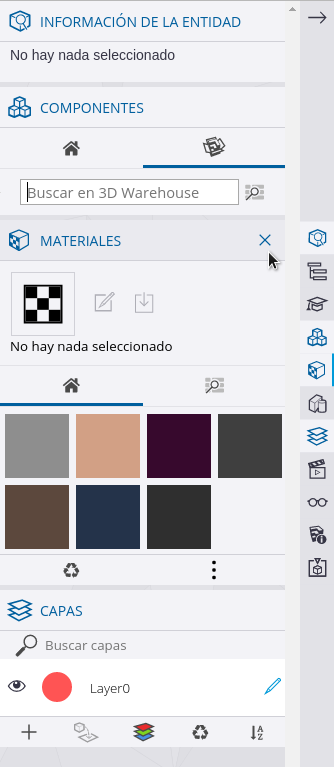 INFORMACIÓN DE LA ENTIDAD
No hay nada seleccionado
COMPONENTES
Buscar en 3D Warehouse
MATERIALES
No hay nada seleccionado
CAPAS
Buscar capas
Layer0
A
Z